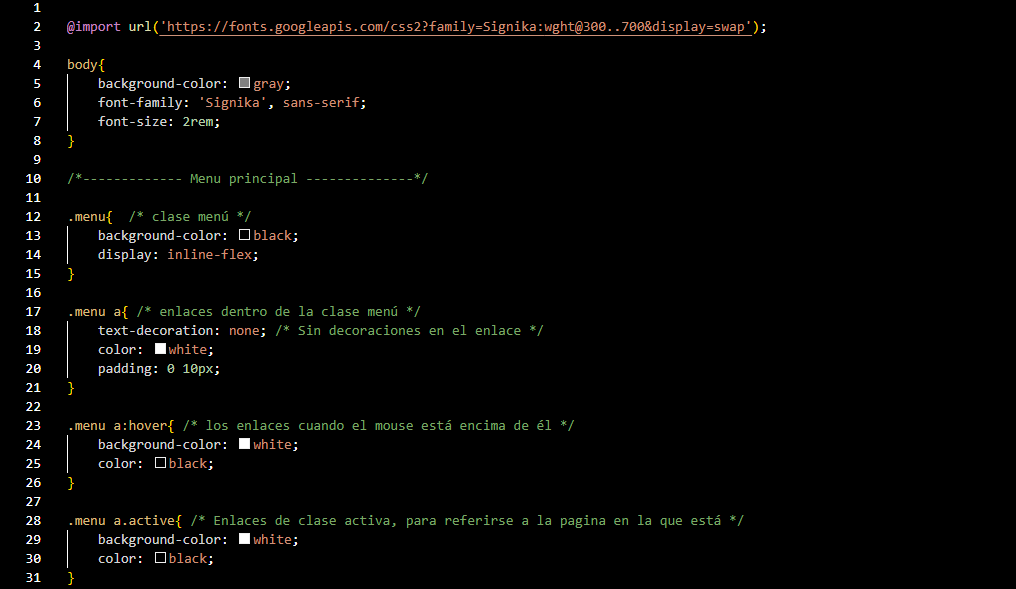 1
2 @import url('https://fonts.googleapis.com/css2?family=Signika:wght@300..700&display=swap');
3
4 body{
5 background-color: gray;
6 font-family: 'Signika', sans-serif;
7 font-size: 2rem;
8 }
9
10 /*------------- Menu principal --------------*/
11
12 .menu{ /* clase menú */
13 background-color: black;
14 display: inline-flex;
15 }
16
17 .menu a{ /* enlaces dentro de la clase menú */
18 text-decoration: none; /* Sin decoraciones en el enlace */
19 color: white;
20 padding: 0 10px;
21 }
22
23 .menu a:hover{ /* los enlaces cuando el mouse está encima de él */
24 background-color: white;
25 color: black;
26 }
27
28 .menu a.active{ /* Enlaces de clase activa, para referirse a la pagina en la que está */
29 background-color: white;
30 color: black;
31 }